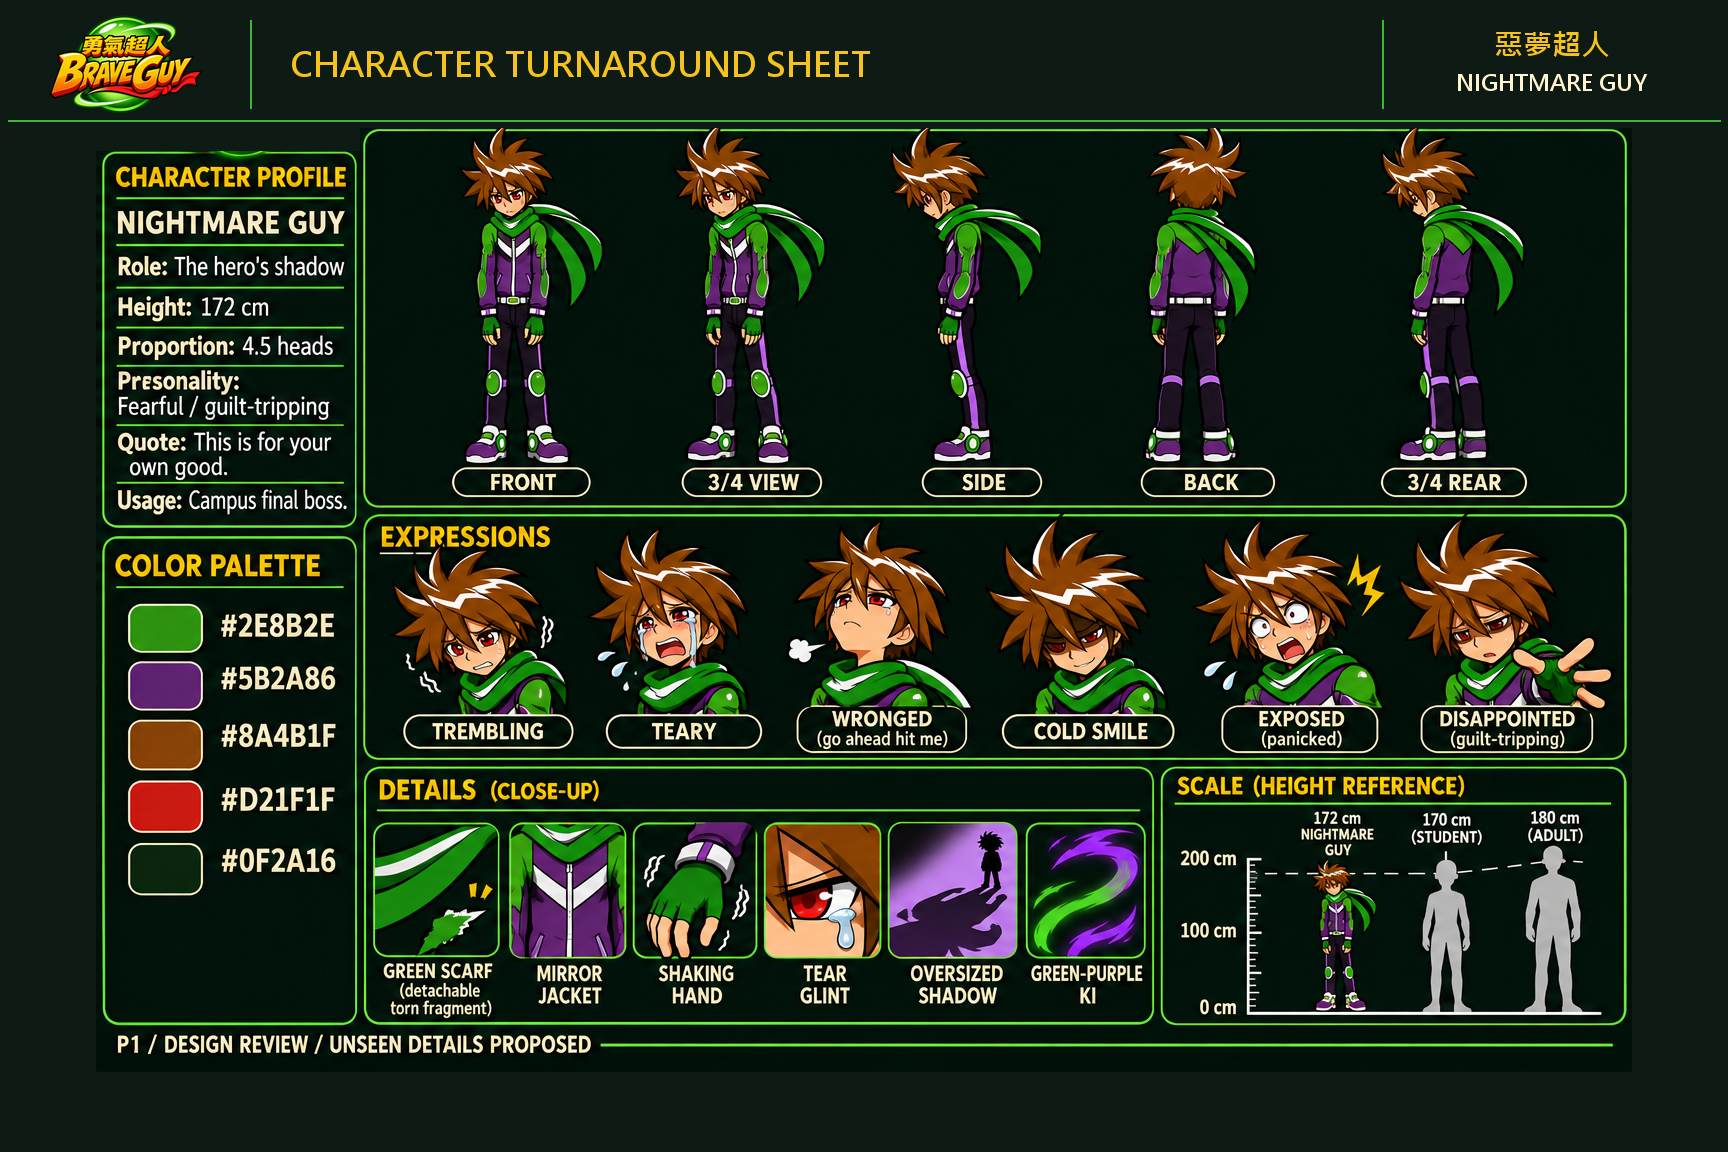 勇氣超人
BRAVE GUY
CHARACTER TURNAROUND SHEET
惡夢超人
NIGHTMARE GUY
CHARACTER PROFILE
NIGHTMARE GUY
Role: The hero's shadow
Height: 172 cm
Proportion: 4.5 heads
Presonality:
Fearful / guilt-tripping
Quote: This is for your
own good.
Usage: Campus final boss.
COLOR PALETTE
#2E8B2E
#5B2A86
#8A4B1F
#D21F1F
#0F2A16
FRONT
3/4 VIEW
SIDE
BACK
3/4 REAR
EXPRESSIONS
TREMBLING
TEARY
WRONGED
(go ahead hit me)
COLD SMILE
EXPOSED
(panicked)
DISAPPOINTED
(guilt-tripping)
DETAILS (CLOSE-UP)
GREEN SCARF
(detachable
torn fragment)
MIRROR
JACKET
SHAKING
HAND
TEAR
GLINT
OVERSIZED
SHADOW
GREEN-PURPLE
KI
SCALE (HEIGHT REFERENCE)
172 cm
NIGHTMARE
GUY
170 cm
(STUDENT)
180 cm
(ADULT)
200 cm
100 cm
0 cm
P1 / DESIGN REVIEW / UNSEEN DETAILS PROPOSED